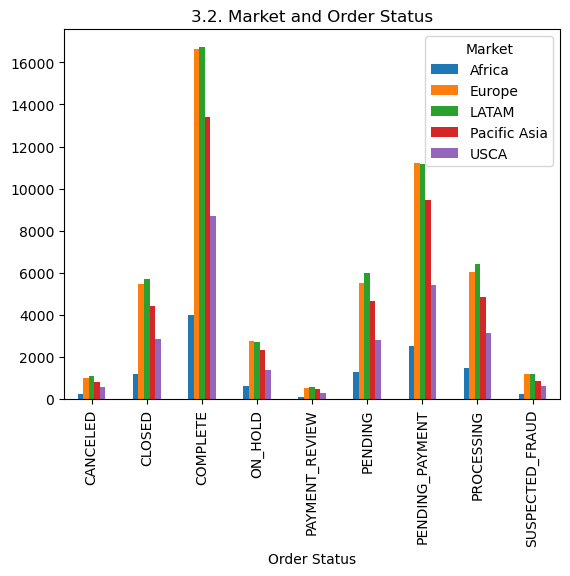 3.2. Market and Order Status
Market
Africa
Europe
LATAM
Pacific Asia
USCA
16000
14000
12000
10000
8000
6000
4000
2000
0
CANCELED
CLOSED
COMPLETE
ON_HOLD
PAYMENT_REVIEW
PENDING
PENDING_PAYMENT
PROCESSING
SUSPECTED_FRAUD
Order Status